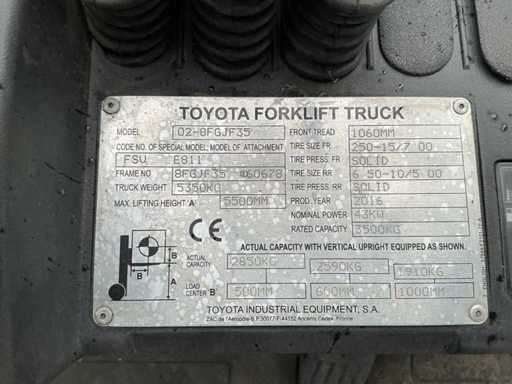 TOYOTA FORKLIFT TRUCK
MODEL 02-8FGJF35
CODE NO. OF SPECIAL MODEL; MODEL OF ATTACHMENT
FSV E811
FRAME NO 8FGJF35 #60678
TRUCK WEIGHT 5350KG
MAX. LIFTING HEIGHT 'A' 5500MM
FRONT TREAD 1060MM
TIRE SIZE FR 250-15/7 00
TIRE PRESS. FR SOLID
TIRE SIZE RR 6 50-10/5 00
TIRE PRESS. RR SOLID
PROD. YEAR 2016
NOMINAL POWER 43KW
RATED CAPACITY 3500KG
CE
ACTUAL CAPACITY WITH VERTICAL UPRIGHT EQUIPPED AS SHOWN.
ACTUAL CAPACITY 2850KG 2590KG 1910KG
LOAD CENTER 'B' 500MM 600MM 1000MM
B
B
A
TOYOTA INDUSTRIAL EQUIPMENT, S.A.